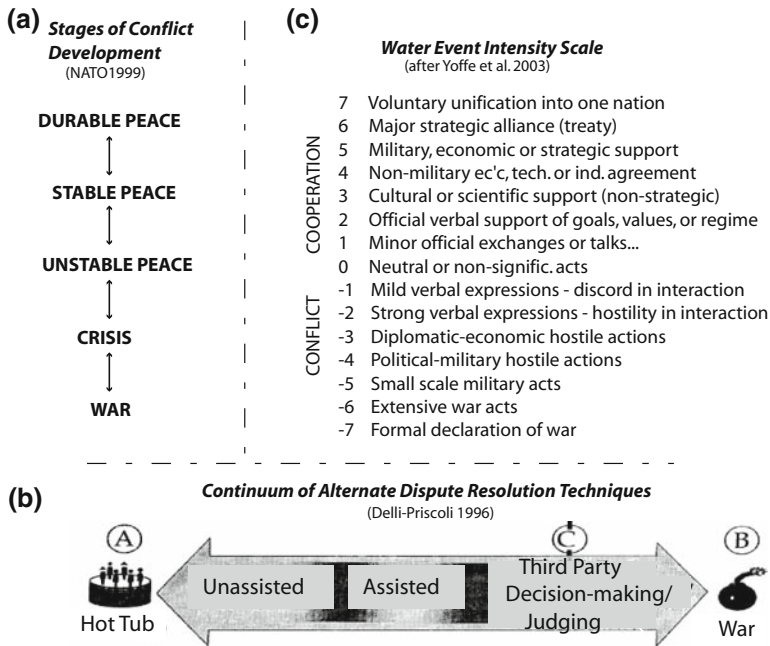 (a) Stages of Conflict
Development
(NATO1999)
DURABLE PEACE
STABLE PEACE
UNSTABLE PEACE
CRISIS
WAR
(c)
Water Event Intensity Scale
(after Yoffe et al. 2003)
COOPERATION
CONFLICT
7 Voluntary unification into one nation
6 Major strategic alliance (treaty)
5 Military, economic or strategic support
4 Non-military ec'c, tech. or ind. agreement
3 Cultural or scientific support (non-strategic)
2 Official verbal support of goals, values, or regime
1 Minor official exchanges or talks...
0 Neutral or non-signific. acts
-1 Mild verbal expressions - discord in interaction
-2 Strong verbal expressions - hostility in interaction
-3 Diplomatic-economic hostile actions
-4 Political-military hostile actions
-5 Small scale military acts
-6 Extensive war acts
-7 Formal declaration of war
(b)
Continuum of Alternate Dispute Resolution Techniques
(Delli-Priscoli 1996)
A
Hot Tub
Unassisted
Assisted
C
Third Party
Decision-making/
Judging
B
War